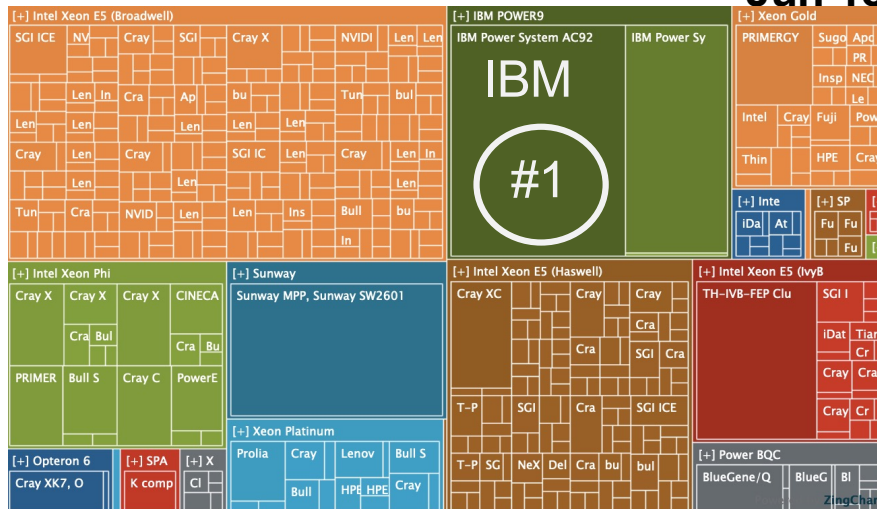 [+] Intel Xeon E5 (Broadwell)
SGI ICE NV Cray SGI Cray X NVIDI Len Len
Len In Cra Ap bu Tun bul
Len Len Len Len Len
Cray Len Cray SGI IC Len Cray Len In
Len Len Len
Tun Cra NVID Len Len Ins Bull bu
In
[+] IBM POWER9
IBM Power System AC92 IBM Power Sy
IBM
#1
[+] Xeon Gold
PRIMERGY Sugo Apo
PR
Insp NEC
Le
Intel Cray Fuji Pow
Thin HPE Cray
[+] Inte
iDa At
[+] SP
Fu Fu
Fu
[+] Intel Xeon Phi
Cray X Cray X Cray X CINECA
Cra Bul
Cra Bu
PRIMER Bull S Cray C PowerE
[+] Sunway
Sunway MPP, Sunway SW2601
[+] Xeon Platinum
Prolia Cray Lenov Bull S
Bull HPE HPE Cray
[+] Opteron 6
Cray XK7, O
[+] SPA
K comp
[+] X
Cl
[+] Intel Xeon E5 (Haswell)
Cray XC Cray Cray
Cra
Cra SGI Cra
T-P SGI Cra SGI ICE
T-P SG NeX Del Cra bu bul
[+] Intel Xeon E5 (IvyB
TH-IVB-FEP Clu SGI I
iDat Tian
Cr
Cray Cra
Cray Cr
[+] Power BQC
BlueGene/Q BlueG Bl
ZingChar